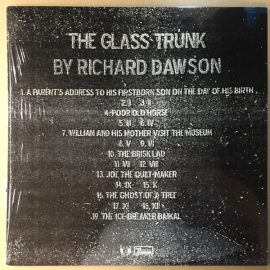 THE GLASS TRUNK
BY RICHARD DAWSON
1. A PARENT'S ADDRESS TO HIS FIRSTBORN SON ON THE DAY OF HIS BIRTH
2. I 3. II
4. POOR OLD HORSE
5. III 6. IV
7. WILLIAM AND HIS MOTHER VISIT THE MUSEUM
8. V 9. VI
10. THE BRISK LAD
11. VII 12. VIII
13. JOE THE QUILT-MAKER
14. IX 15. X
16. THE GHOST OF A TREE
17. XI 18. XII
19. THE ICE-BREAKER BAIKAL